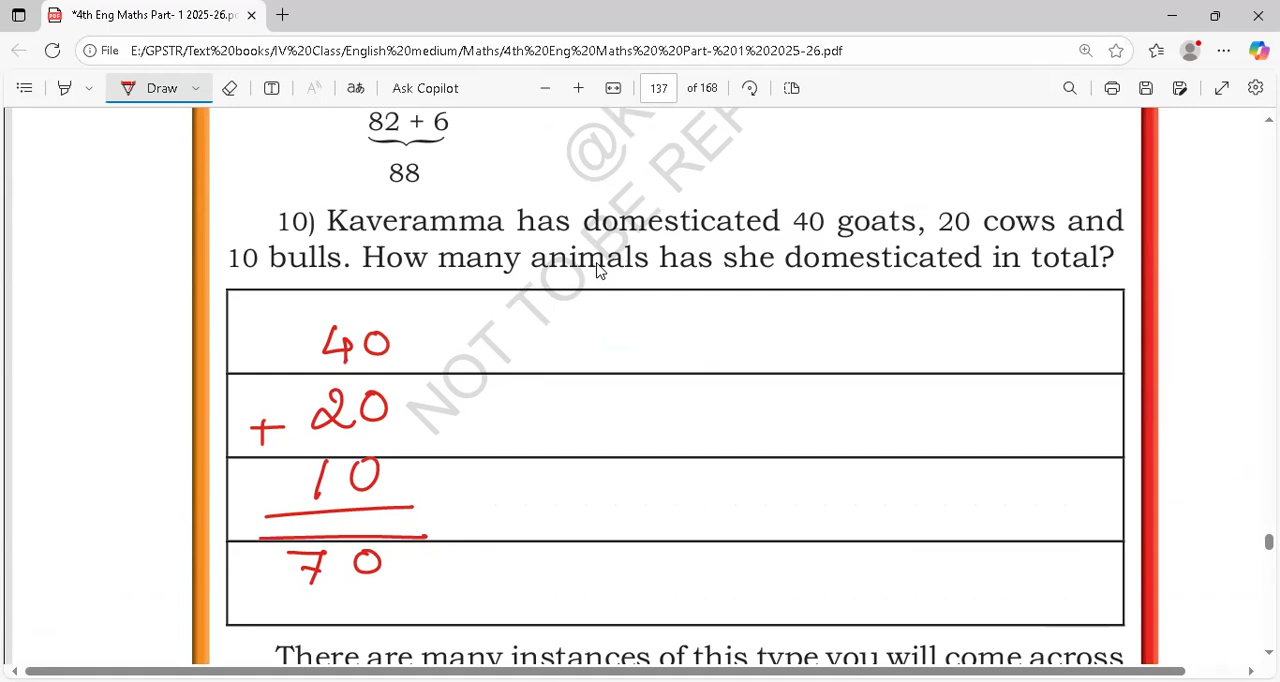 *4th Eng Maths Part- 1 2025-26.p
File E:/GPSTR/Text%20books/IV%20Class/English%20medium/Maths/4th%20Eng%20Maths%20%20Part-%201%202025-26.pdf
Draw aあ Ask Copilot 137 of 168
82 + 6
88
10) Kaveramma has domesticated 40 goats, 20 cows and
10 bulls. How many animals has she domesticated in total?
40
+ 20
10
70
There are many instances of this type you will come across
NOT TO BE